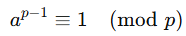 a^{p-1} ≡ 1 (mod p)